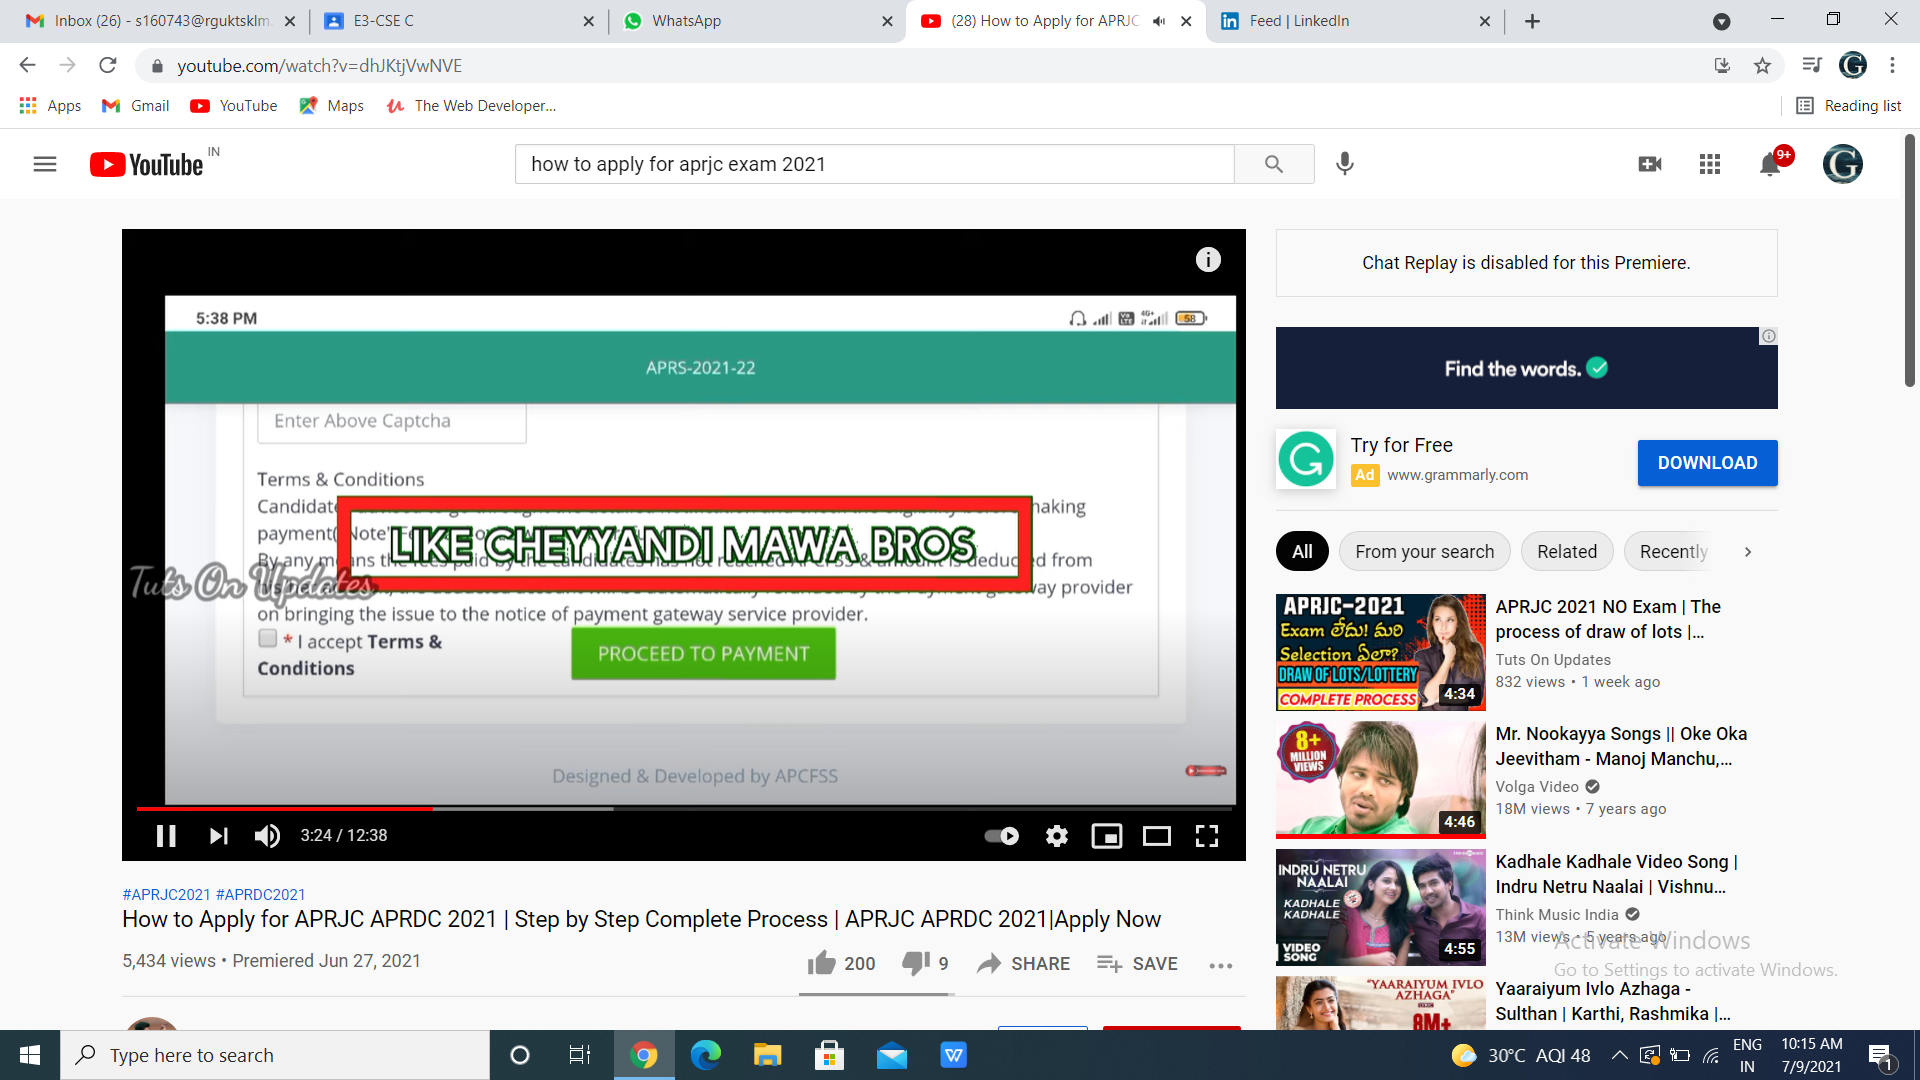 Inbox (26) - s160743@rguktsklm.
E3-CSE C
WhatsApp
(28) How to Apply for APRJC
Feed | LinkedIn
youtube.com/watch?v=dhJKtjVwNVE
Apps
Gmail
YouTube
Maps
The Web Developer...
Reading list
YouTube IN
how to apply for aprjc exam 2021
9+
G
5:38 PM
58
APRS-2021-22
Enter Above Captcha
Terms & Conditions
Candidate
making
payment(
LIKE CHEYYANDI MAWA BROS
By any means the fees paid by the candidates has not reached APCFSS & amount is deducted from
Tuts On Updates
way provider
on bringing the issue to the notice of payment gateway service provider.
* I accept Terms & Conditions
PROCEED TO PAYMENT
Designed & Developed by APCFSS
3:24 / 12:38
#APRJC2021 #APRDC2021
How to Apply for APRJC APRDC 2021 | Step by Step Complete Process | APRJC APRDC 2021|Apply Now
5,434 views • Premiered Jun 27, 2021
200
9
SHARE
SAVE
Chat Replay is disabled for this Premiere.
Find the words.
Try for Free
Ad www.grammarly.com
DOWNLOAD
All
From your search
Related
Recently
APRJC-2021
Exam లేదు! మరి
Selection ఏలా?
DRAW OF LOTS/LOTTERY
COMPLETE PROCESS
4:34
APRJC 2021 NO Exam | The
process of draw of lots |...
Tuts On Updates
832 views • 1 week ago
8+
MILLION
VIEWS
4:46
Mr. Nookayya Songs || Oke Oka
Jeevitham - Manoj Manchu,...
Volga Video
18M views • 7 years ago
INDRU NETRU
NAALAI
KADHALE
KADHALE
VIDEO
SONG
4:55
Kadhale Kadhale Video Song |
Indru Netru Naalai | Vishnu...
Think Music India
13M views • 5 years ago
Activate Windows
Go to Settings to activate Windows.
"YAARAIYUM IVLO
AZHAGA"
8M+
Yaaraiyum Ivlo Azhaga -
Sulthan | Karthi, Rashmika |...
Type here to search
30°C AQI 48
ENG
IN
10:15 AM
7/9/2021
1